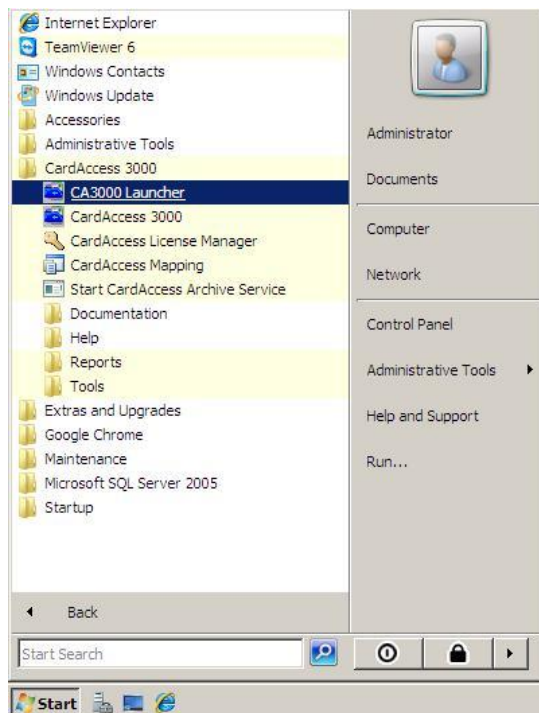 Internet Explorer
TeamViewer 6
Windows Contacts
Windows Update
Accessories
Administrative Tools
CardAccess 3000
CA3000 Launcher
CardAccess 3000
CardAccess License Manager
CardAccess Mapping
Start CardAccess Archive Service
Documentation
Help
Reports
Tools
Extras and Upgrades
Google Chrome
Maintenance
Microsoft SQL Server 2005
Startup
Back
Start Search
Administrator
Documents
Computer
Network
Control Panel
Administrative Tools
Help and Support
Run...
Start